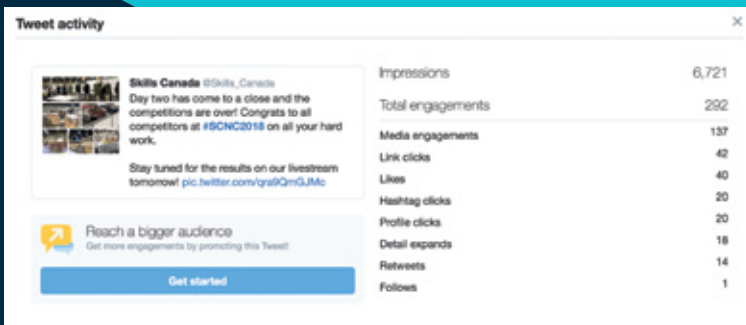 Tweet activity
Skills Canada @Skills_Canada
Day two has come to a close and the
competitions are over! Congrats to all
competitors at #SCNC2018 on all your hard
work.
Stay tuned for the results on our livestream
tomorrow! pic.twitter.com/qra9QmGJMc
Reach a bigger audience
Get more engagements by promoting this Tweet!
Get started
Impressions 6,721
Total engagements 292
Media engagements 137
Link clicks 42
Likes 40
Hashtag clicks 20
Profile clicks 20
Detail expands 18
Retweets 14
Follows 1